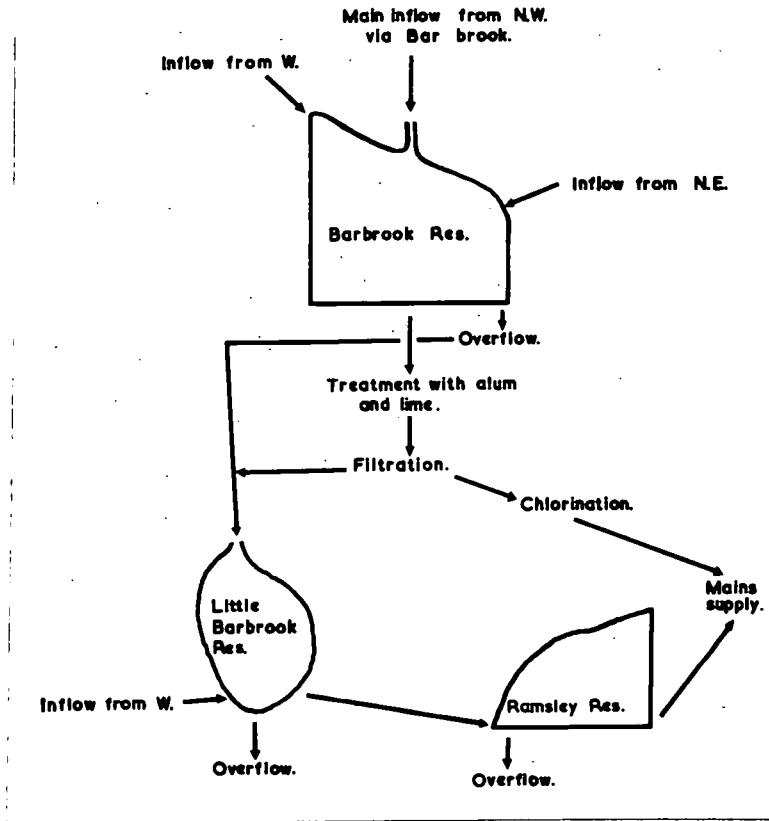 Main inflow from N.W.
via Bar brook.
Inflow from W.
Inflow from N.E.
Barbrook Res.
Overflow.
Treatment with alum
and lime.
Filtration.
Chlorination.
Mains
supply.
Little
Barbrook
Res.
Ramsley Res.
Inflow from W.
Overflow.
Overflow.